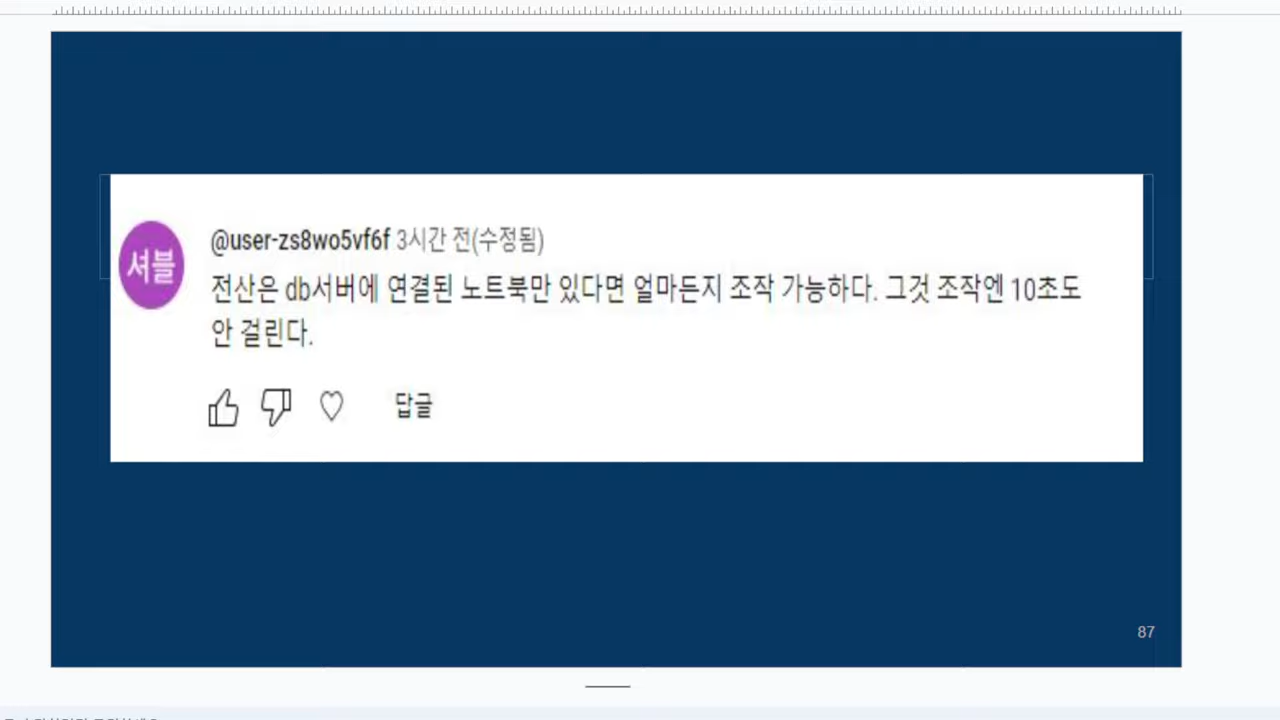 셔블
@user-zs8wo5vf6f 3시간 전(수정됨)
전산은 db서버에 연결된 노트북만 있다면 얼마든지 조작 가능하다. 그것 조작엔 10초도
안 걸린다.
답글
87